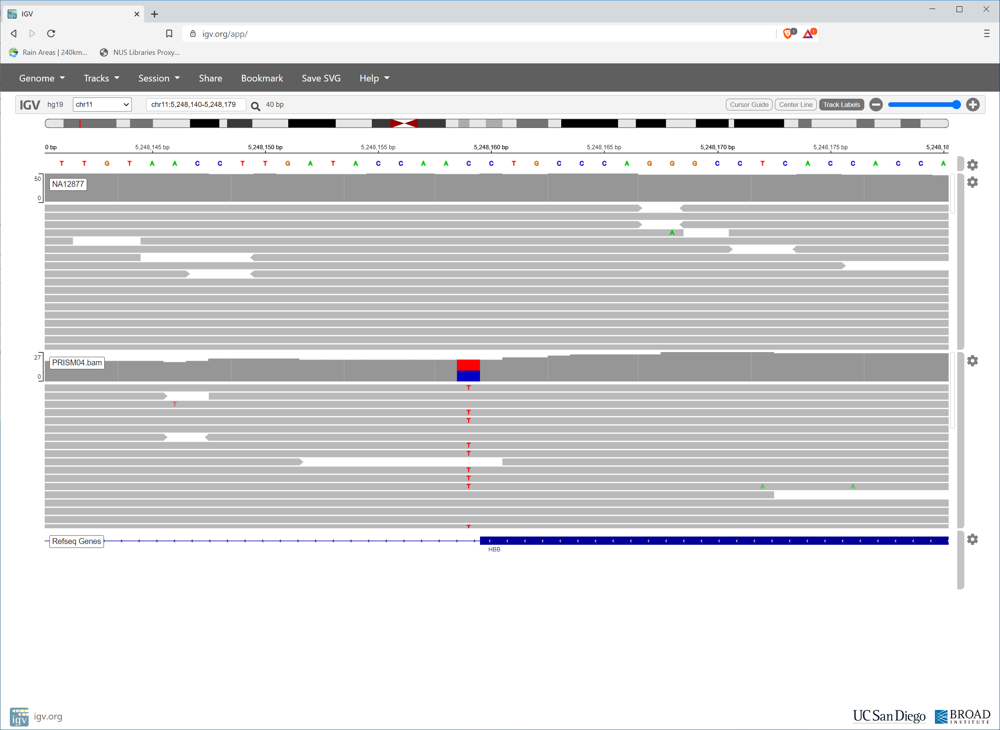 IGV
igv.org/app/
1
1
Rain Areas | 240km...
NUS Libraries Proxy...
Genome
Tracks
Session
Share
Bookmark
Save SVG
Help
IGV
hg19
chr11
chr11:5,248,140-5,248,179
40 bp
Cursor Guide
Center Line
Track Labels
0 bp
5,248,145 bp
5,248,150 bp
5,248,155 bp
5,248,160 bp
5,248,165 bp
5,248,170 bp
5,248,175 bp
5,248,18
T T G T A A C C T T G A T A C C A A C C T G C C C A G G G C C T C A C C A C C A
50
NA12877
0
A
27
PRISM04.bam
0
T
T
T
T
T
T
T
T
T A A
T
Refseq Genes
HBB
igv
igv.org
UC San Diego
BROAD
INSTITUTE